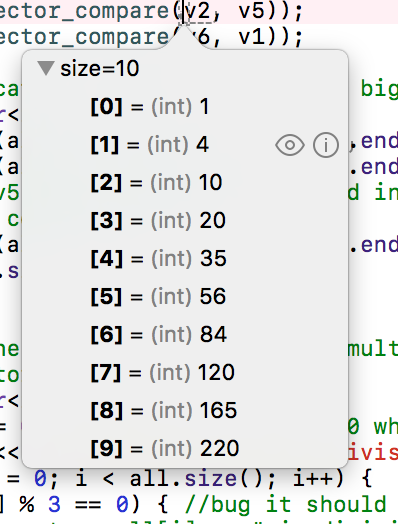 ector_compare(v2, v5));
ector_compare(v6, v1));
size=10
[0] = (int) 1
[1] = (int) 4
[2] = (int) 10
[3] = (int) 20
[4] = (int) 35
[5] = (int) 56
[6] = (int) 84
[7] = (int) 120
[8] = (int) 165
[9] = (int) 220
ca big
r<
(a .end
(a .end
v5 d in
c
(a .end
.s
ne mult
to
r<
= 0 wh
<< ivis
= 0; i < all.size(); i++) {
] % 3 == 0) { //bug it should